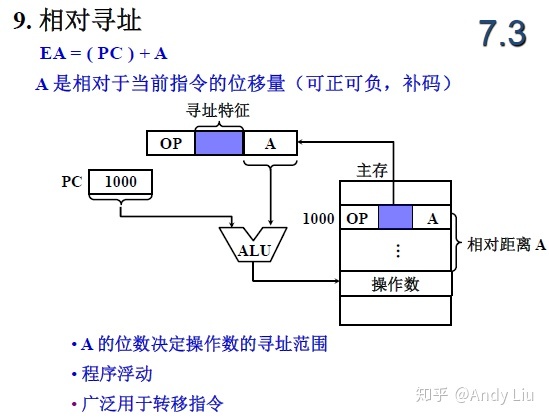 9. 相对寻址
7.3
EA = ( PC ) + A
A 是相对于当前指令的位移量（可正可负，补码）
寻址特征
OP A
主存
PC 1000
1000 OP A
相对距离 A
ALU
⋮
操作数
• A 的位数决定操作数的寻址范围
• 程序浮动
• 广泛用于转移指令
知乎 @Andy Liu